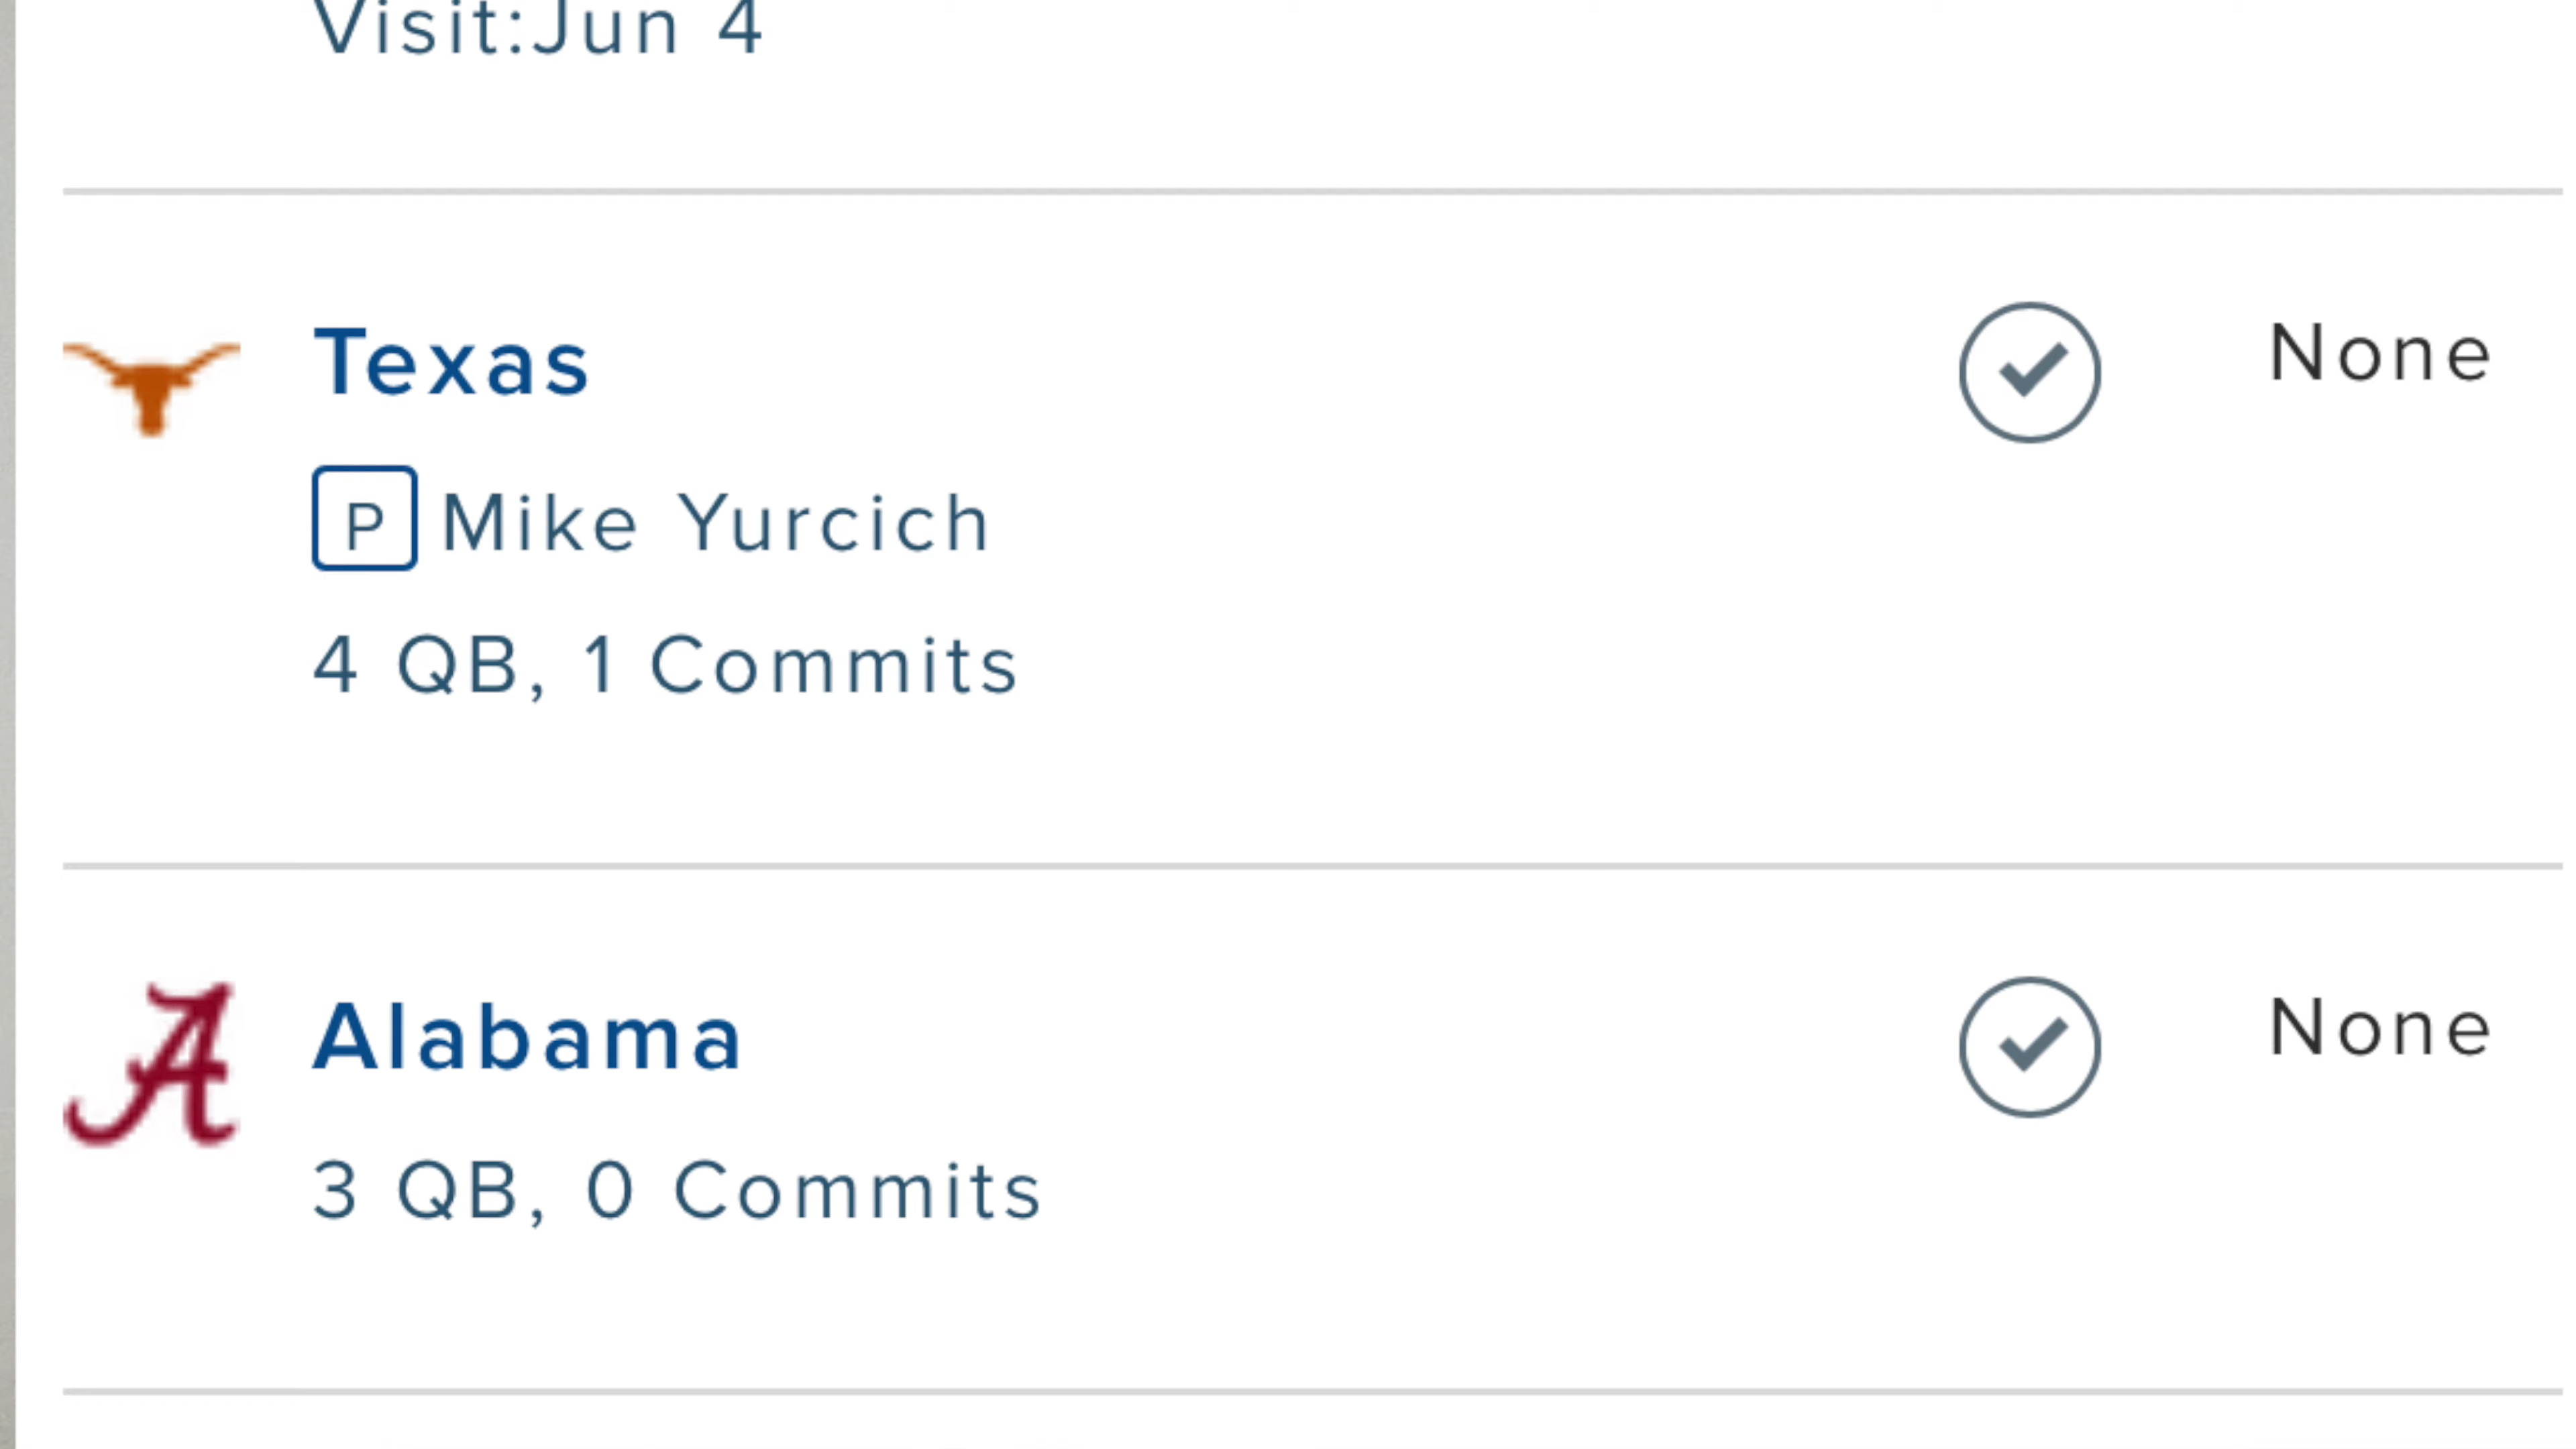 Visit:Jun 4
Texas
None
P Mike Yurcich
4 QB, 1 Commits
Alabama
None
3 QB, 0 Commits